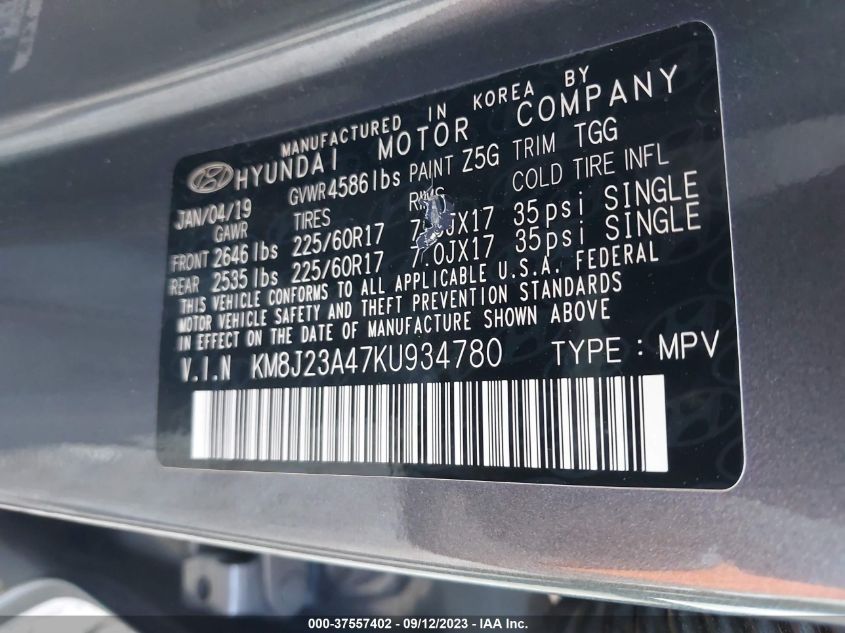 MANUFACTURED IN KOREA BY
HYUNDAI MOTOR COMPANY
JAN/04/19 GVWR 4586 lbs PAINT Z5G TRIM TGG
GAWR TIRES COLD TIRE INFL
FRONT 2646 lbs 225/60R17 35psi SINGLE
REAR 2535 lbs 225/60R17 35psi SINGLE
THIS VEHICLE CONFORMS TO ALL APPLICABLE U.S.A. FEDERAL
MOTOR VEHICLE SAFETY AND THEFT PREVENTION STANDARDS
IN EFFECT ON THE DATE OF MANUFACTURE SHOWN ABOVE
V.I.N KM8J23A47KU934780 TYPE : MPV
000-37557402 - 09/12/2023 - IAA Inc.